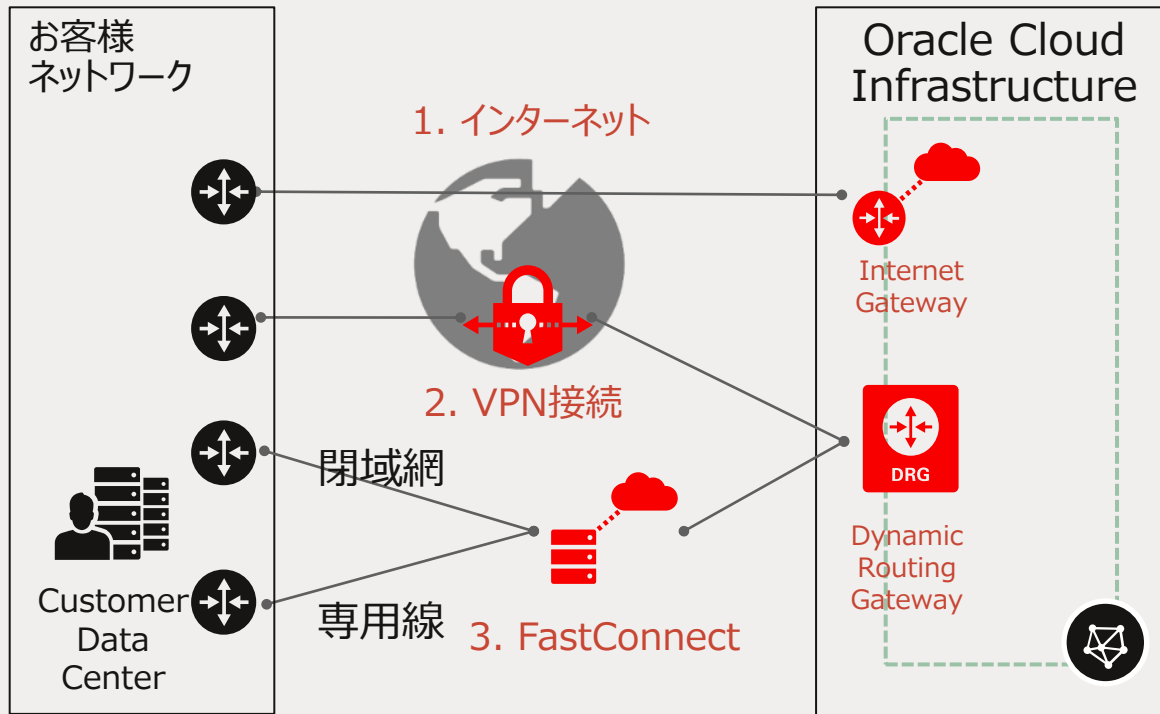 お客様
ネットワーク
Oracle Cloud
Infrastructure
1. インターネット
Internet
Gateway
2. VPN接続
閉域網
DRG
Dynamic
Routing
Gateway
Customer
Data
Center
専用線
3. FastConnect